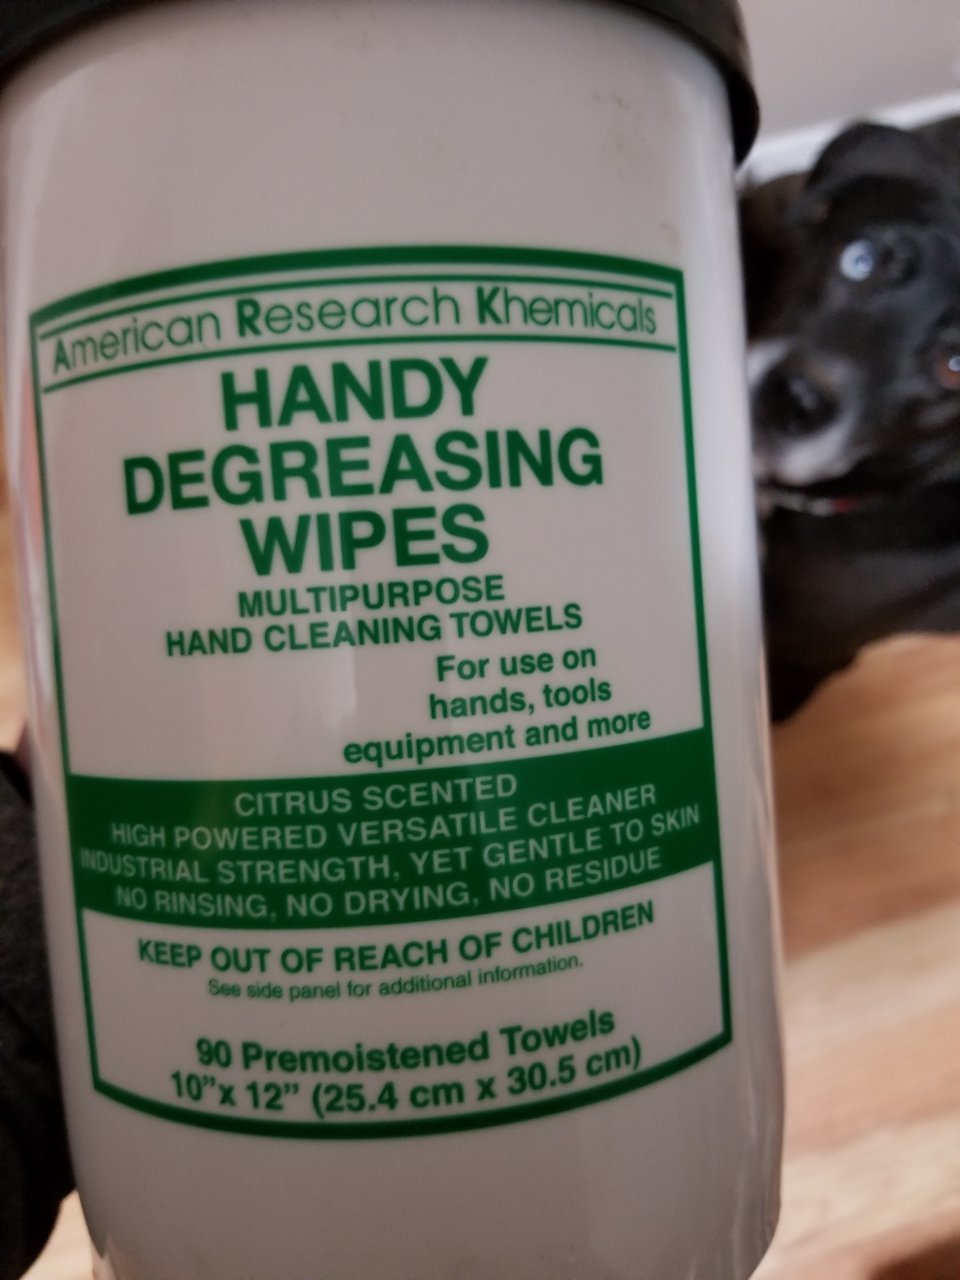 American Research Khemicals
HANDY
DEGREASING
WIPES
MULTIPURPOSE
HAND CLEANING TOWELS
For use on
hands, tools
equipment and more
CITRUS SCENTED
HIGH POWERED VERSATILE CLEANER
INDUSTRIAL STRENGTH, YET GENTLE TO SKIN
NO RINSING, NO DRYING, NO RESIDUE
KEEP OUT OF REACH OF CHILDREN
See side panel for additional information.
90 Premoistened Towels
10”x 12” (25.4 cm x 30.5 cm)